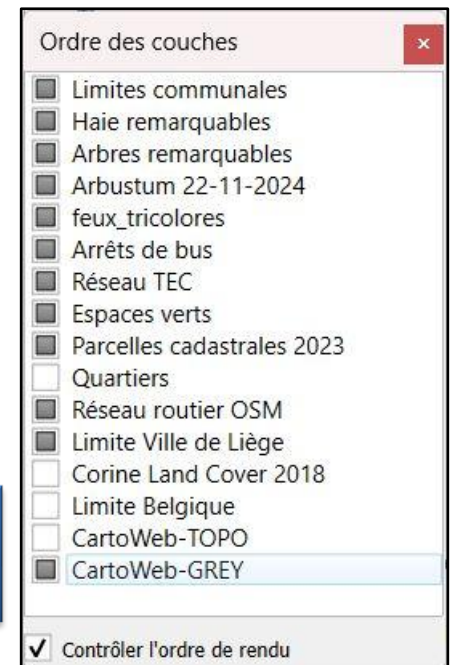 Ordre des couches
Limites communales
Haie remarquables
Arbres remarquables
Arbustum 22-11-2024
feux_tricolores
Arrêts de bus
Réseau TEC
Espaces verts
Parcelles cadastrales 2023
Quartiers
Réseau routier OSM
Limite Ville de Liège
Corine Land Cover 2018
Limite Belgique
CartoWeb-TOPO
CartoWeb-GREY
Contrôler l'ordre de rendu